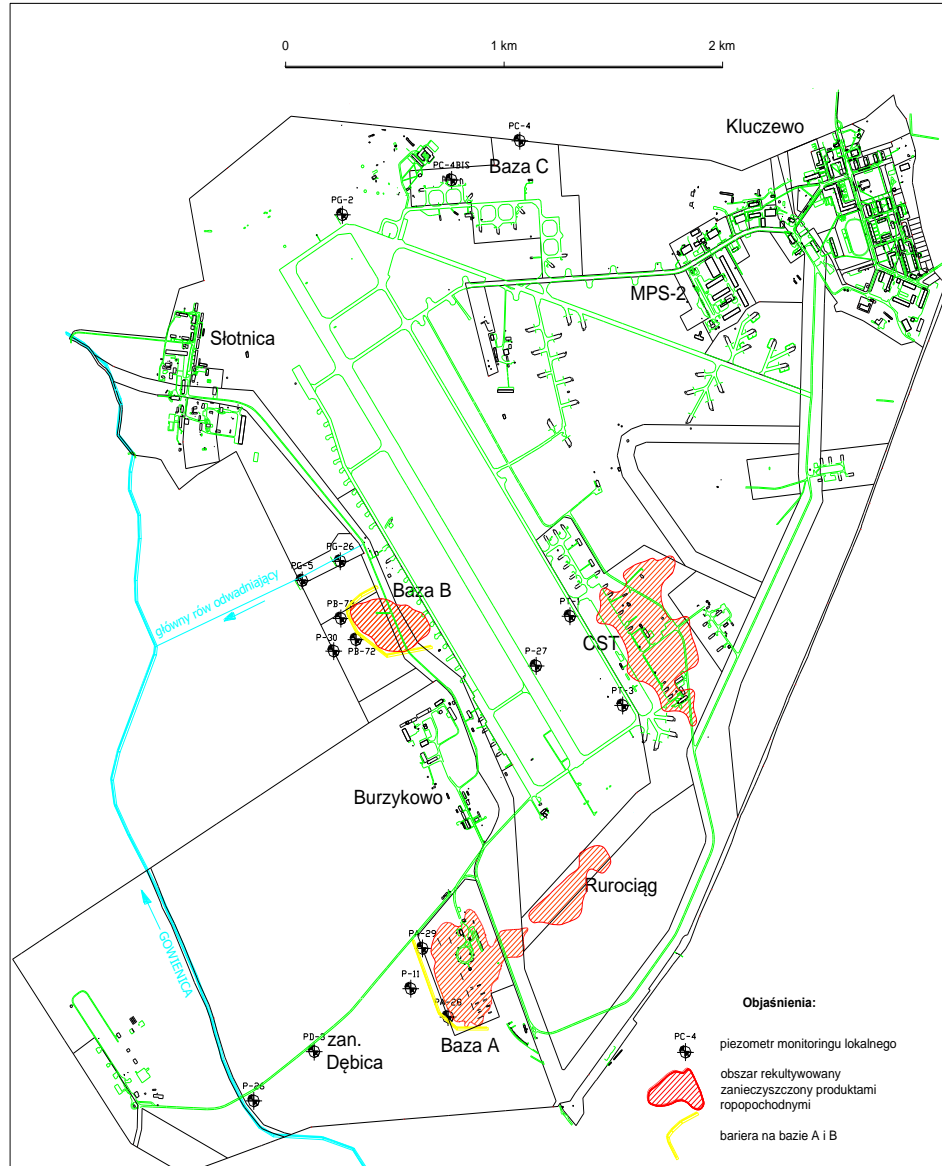 0
1 km
2 km
Kluczewo
PC-4
Baza C
PC-4BIS
PG-2
MPS-2
Słotnica
PG-26
PG-5
główny rów odwadniający
Baza B
P-30
PB-72
PT-1
CST
P-27
PT-3
Burzykowo
Rurociąg
PA-29
P-11
PA-28
Baza A
GOWIENICA
PD-3
zan.
Dębica
P-26
Objaśnienia:
PC-4
piezometr monitoringu lokalnego
obszar rekultywowany
zanieczyszczony produktami
ropopochodnymi
bariera na bazie A i B